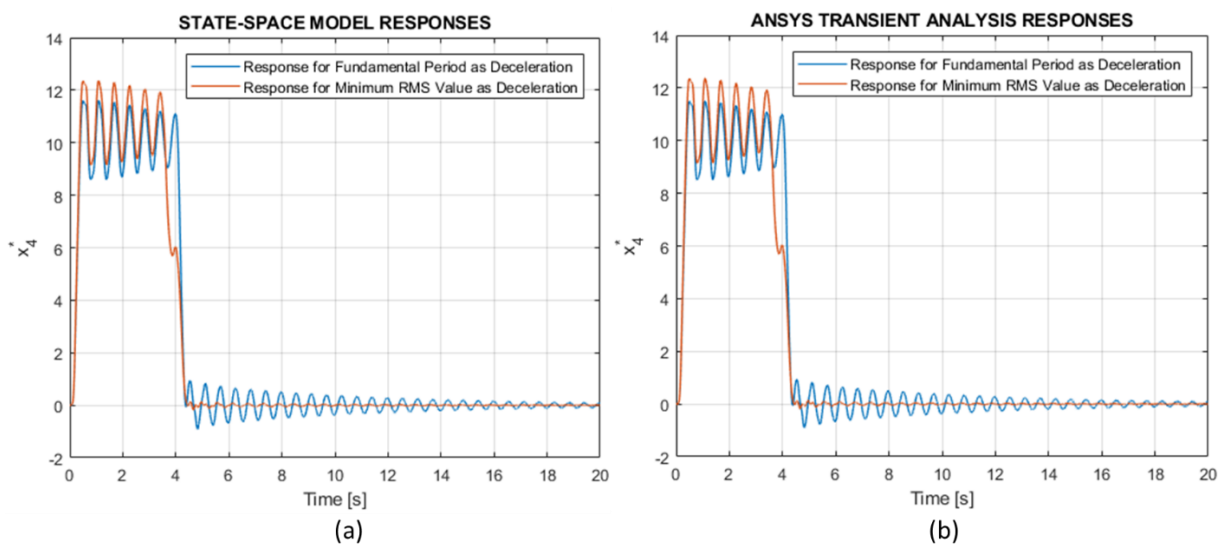 STATE-SPACE MODEL RESPONSES
14
12
10
8
6
4
2
0
-2
x₄*
Response for Fundamental Period as Deceleration
Response for Minimum RMS Value as Deceleration
0 2 4 6 8 10 12 14 16 18 20
Time [s]
(a)
ANSYS TRANSIENT ANALYSIS RESPONSES
14
12
10
8
6
4
2
0
-2
x₄*
Response for Fundamental Period as Deceleration
Response for Minimum RMS Value as Deceleration
0 2 4 6 8 10 12 14 16 18 20
Time [s]
(b)